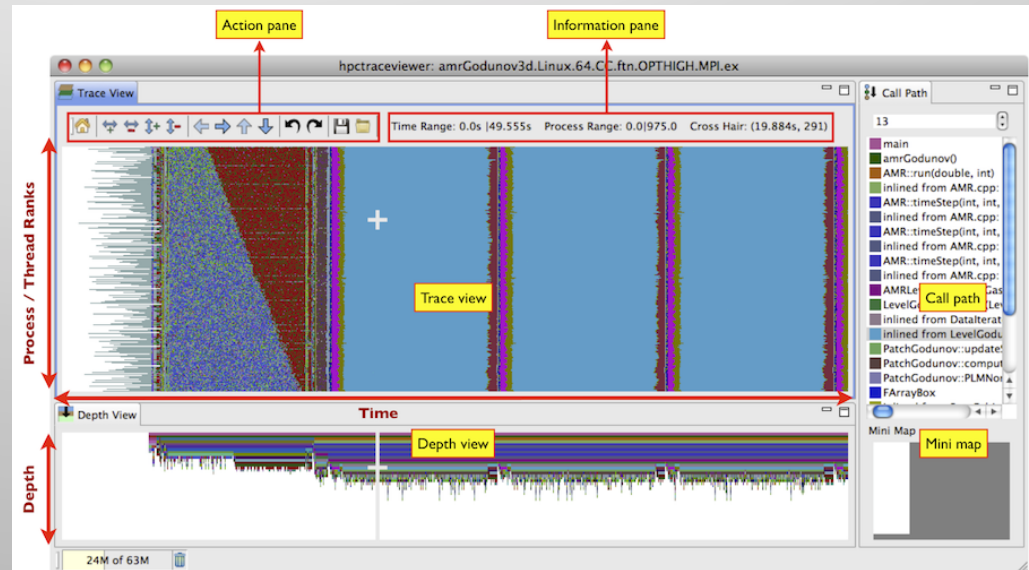 Action pane
Information pane
hpctraceviewer: amrGodunov3d.Linux.64.CC.ftn.OPTHIGH.MPI.ex
Trace View
Time Range: 0.0s |49.555s Process Range: 0.0|975.0 Cross Hair: (19.884s, 291)
Process / Thread Ranks
Trace view
Time
Depth View
Depth view
Depth
24M of 63M
Call Path
13
main
amrGodunov()
AMR::run(double, int)
inlined from AMR.cpp:
AMR::timeStep(int, int,
inlined from AMR.cpp:
AMR::timeStep(int, int,
inlined from AMR.cpp:
AMR::timeStep(int, int,
inlined from AMR.cpp:
Call path
inlined from DataIterat
inlined from LevelGodu
PatchGodunov::updateS
PatchGodunov::comput
PatchGodunov::PLMNor
FArrayBox
Mini Map
Mini map